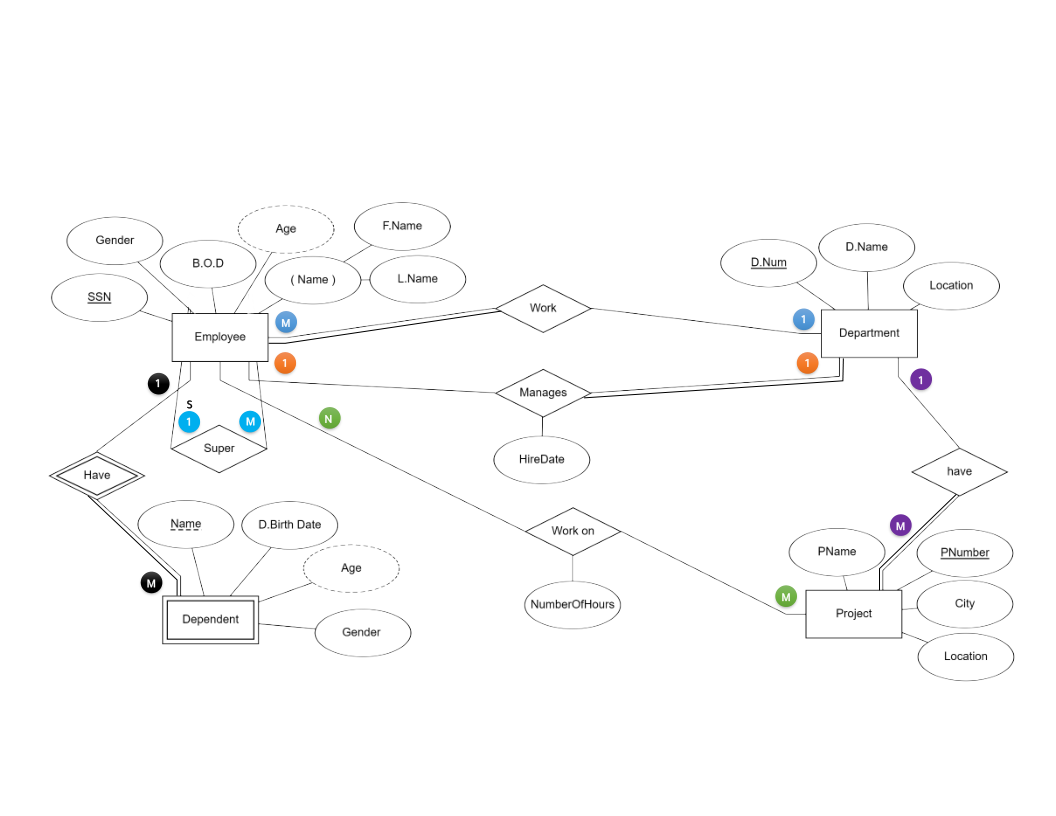 Age
F.Name
Gender
D.Name
B.O.D
D.Num
( Name )
L.Name
Location
SSN
Work
M
1
Employee
Department
1
1
1
1
Manages
S
1
M
N
Super
HireDate
Have
have
Name
D.Birth Date
M
Work on
PName
PNumber
Age
M
M
NumberOfHours
City
Dependent
Project
Gender
Location